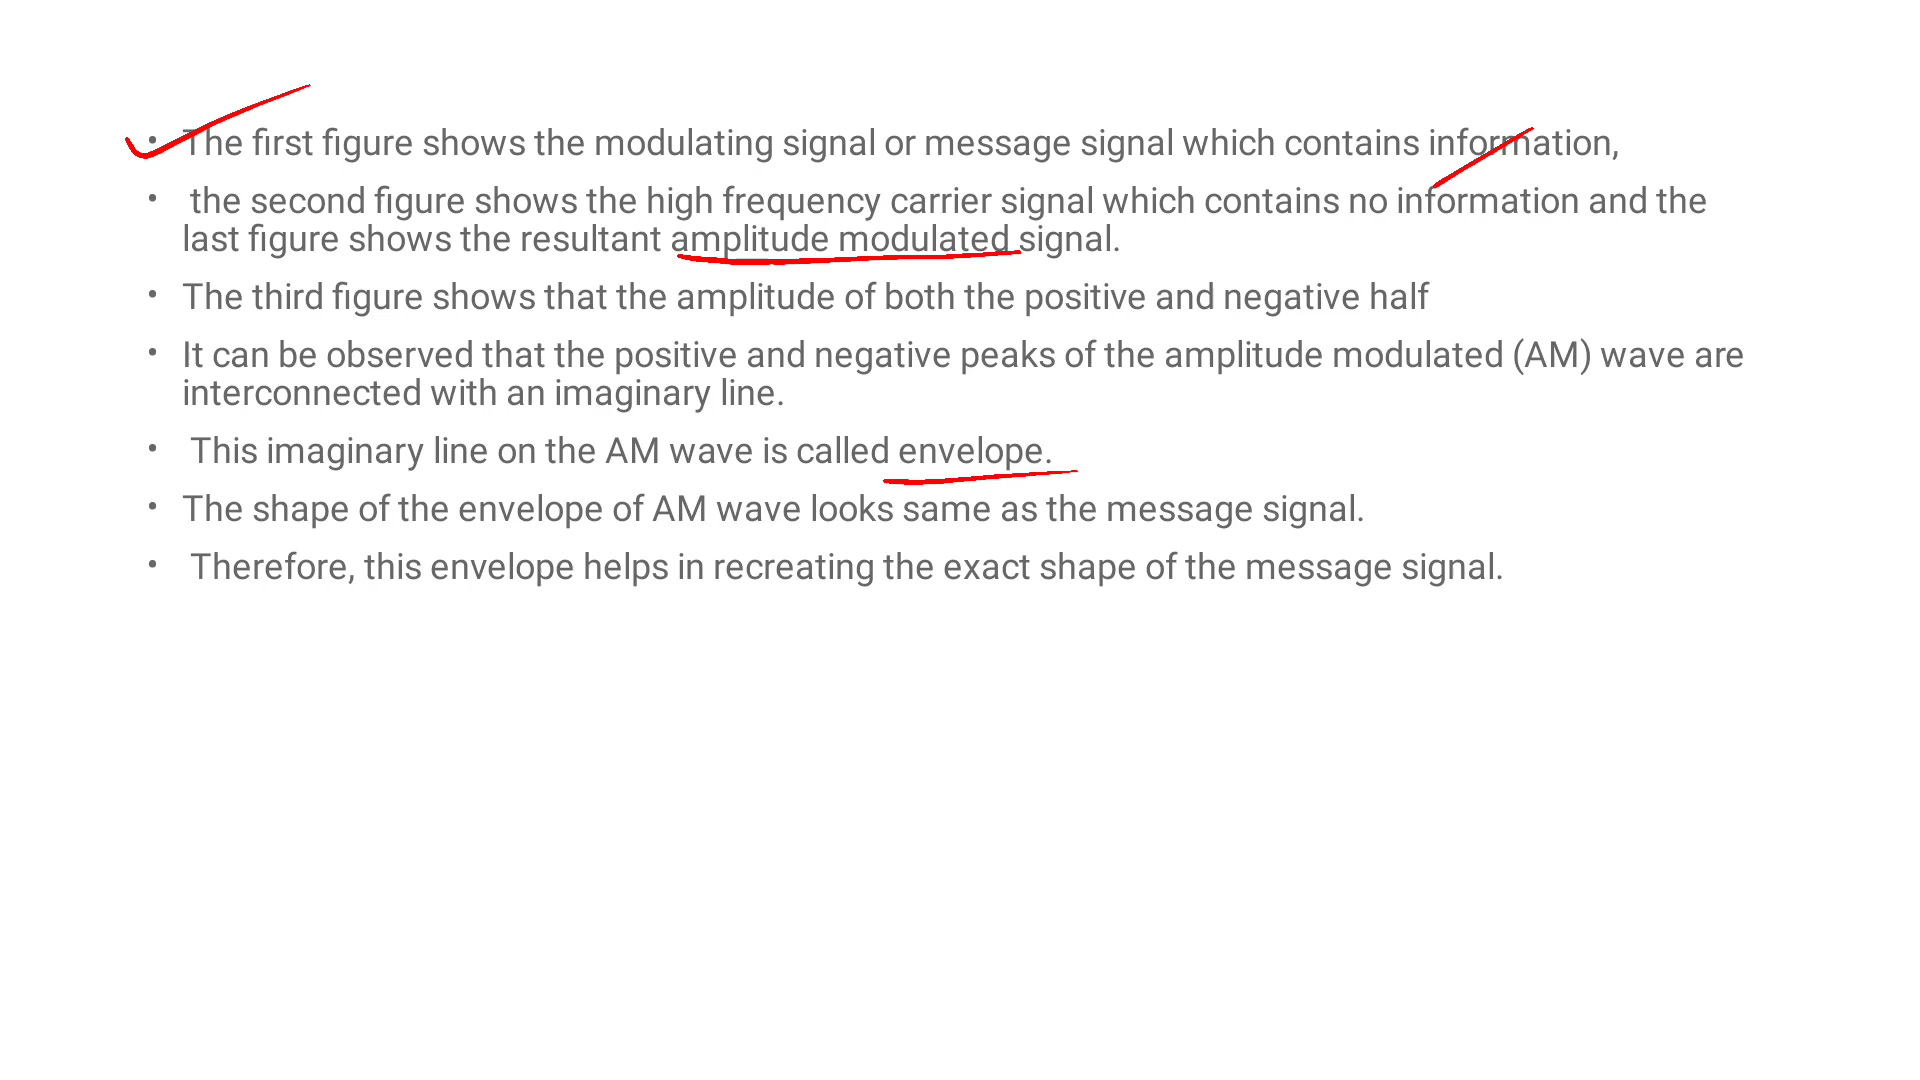 • The first figure shows the modulating signal or message signal which contains information,
• the second figure shows the high frequency carrier signal which contains no information and the
last figure shows the resultant amplitude modulated signal.
• The third figure shows that the amplitude of both the positive and negative half
• It can be observed that the positive and negative peaks of the amplitude modulated (AM) wave are
interconnected with an imaginary line.
• This imaginary line on the AM wave is called envelope.
• The shape of the envelope of AM wave looks same as the message signal.
• Therefore, this envelope helps in recreating the exact shape of the message signal.